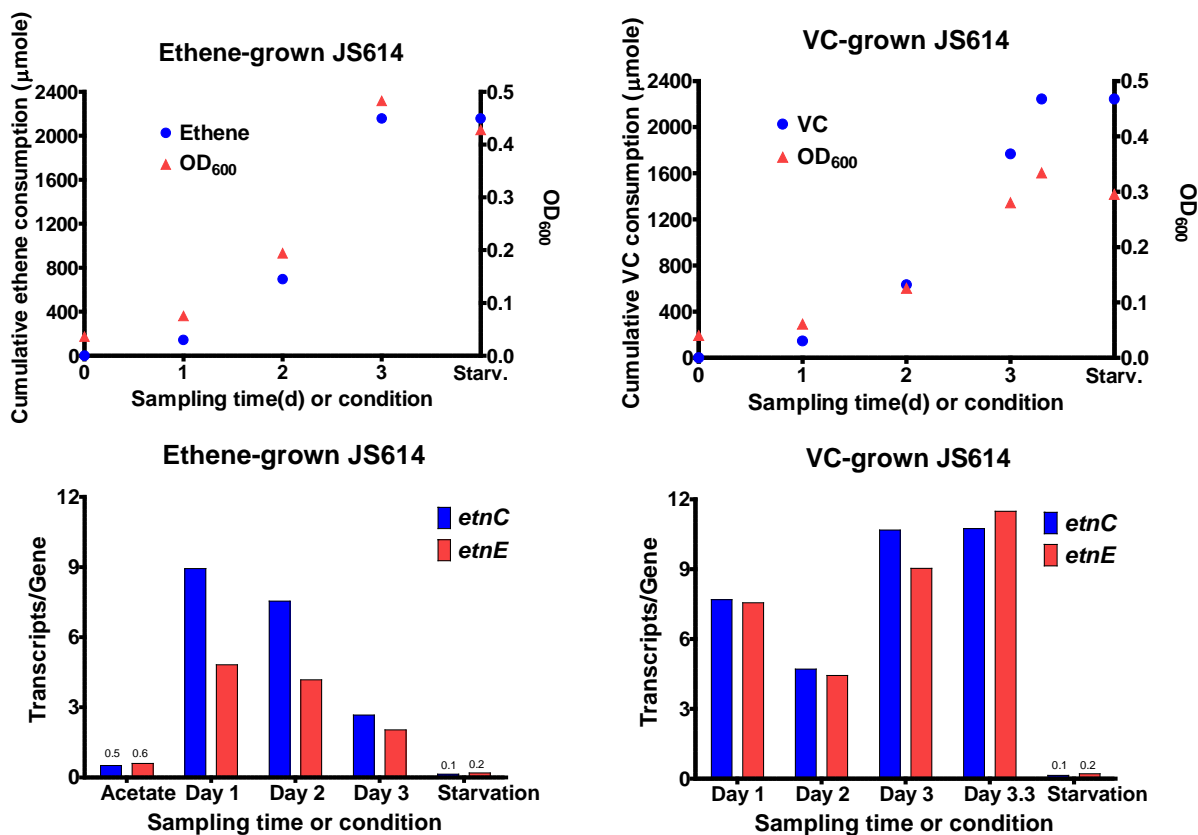 Ethene-grown JS614
Cumulative ethene consumption (μmole)
2400
2000
1600
1200
800
400
0
Ethene
OD600
0.5
0.4
0.3
0.2
0.1
0.0
OD600
0 1 2 3 Starv.
Sampling time(d) or condition
VC-grown JS614
Cumulative VC consumption (μmole)
2400
2000
1600
1200
800
400
0
VC
OD600
0.5
0.4
0.3
0.2
0.1
0.0
OD600
0 1 2 3 Starv.
Sampling time(d) or condition
Ethene-grown JS614
Transcripts/Gene
12
9
6
3
0
etnC
etnE
0.5 0.6 0.1 0.2
Acetate Day 1 Day 2 Day 3 Starvation
Sampling time or condition
VC-grown JS614
Transcripts/Gene
12
9
6
3
0
etnC
etnE
0.1 0.2
Day 1 Day 2 Day 3 Day 3.3 Starvation
Sampling time or condition